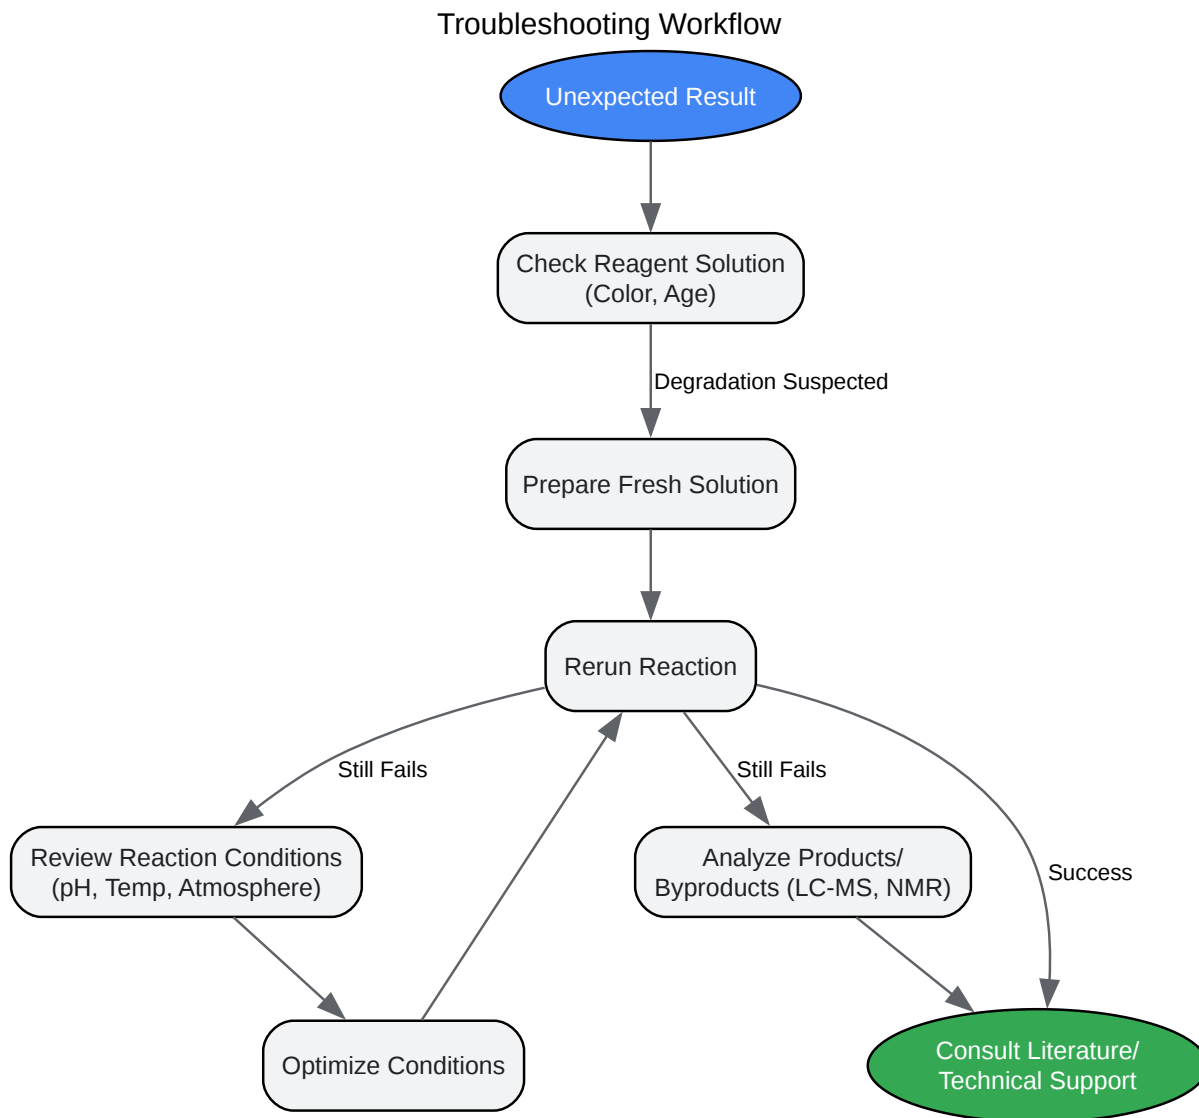 Troubleshooting Workflow
Unexpected Result
Check Reagent Solution
(Color, Age)
Degradation Suspected
Prepare Fresh Solution
Rerun Reaction
Still Fails
Still Fails
Review Reaction Conditions
(pH, Temp, Atmosphere)
Analyze Products/
Byproducts (LC-MS, NMR)
Success
Optimize Conditions
Consult Literature/
Technical Support